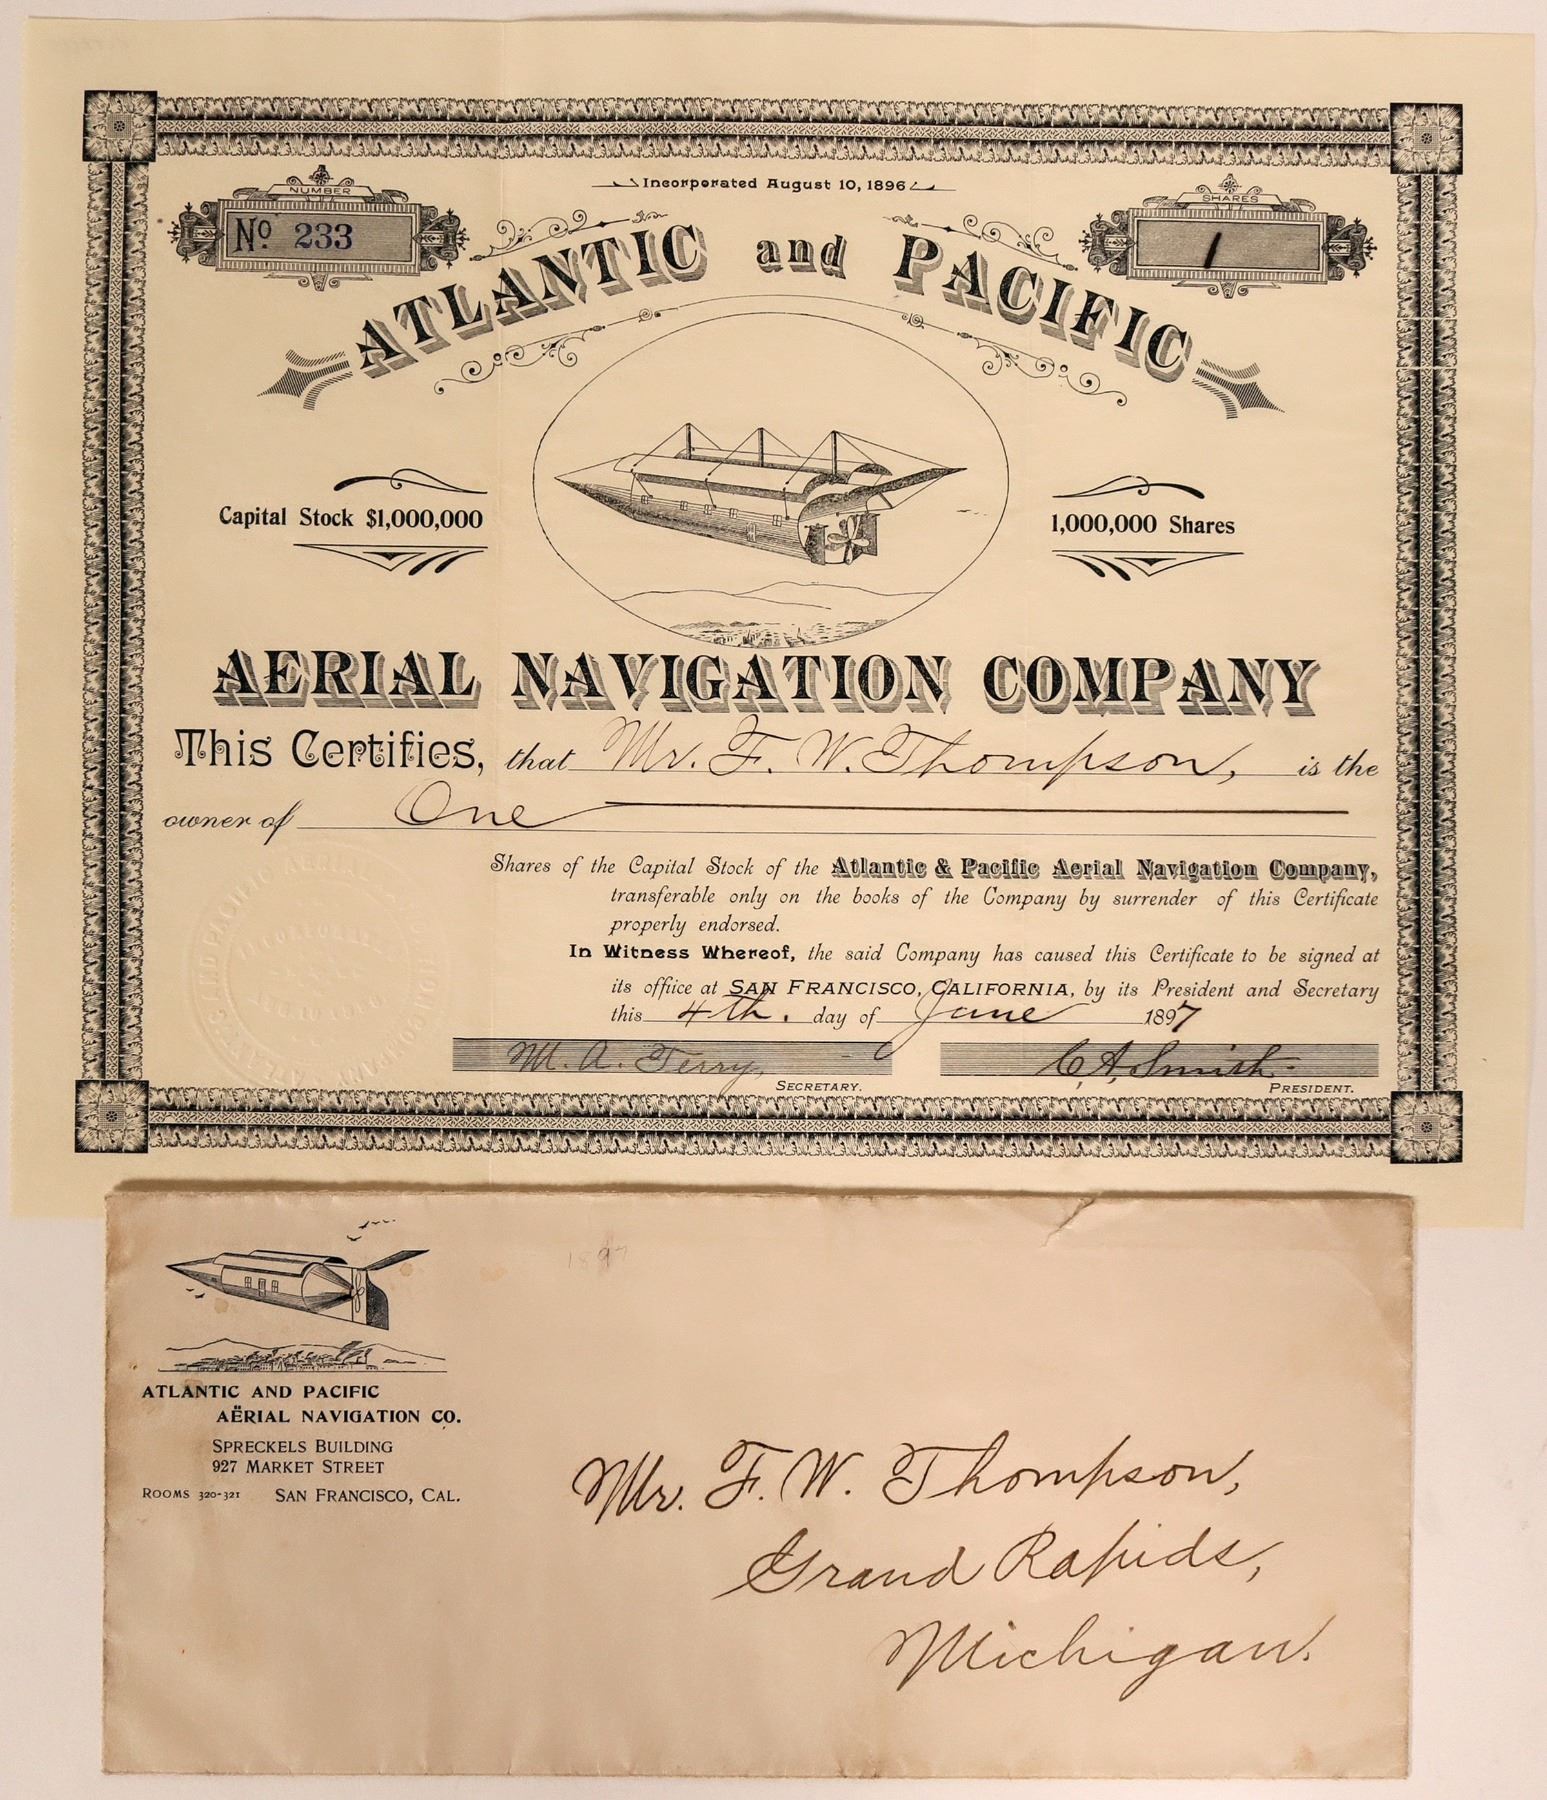 Incorporated August 10, 1896
NUMBER
Nº 233
SHARES
1
ATLANTIC and PACIFIC
Capital Stock $1,000,000
1,000,000 Shares
AERIAL NAVIGATION COMPANY
This Certifies, that Mr. F. W. Thompson, is the
owner of One
Shares of the Capital Stock of the Atlantic & Pacific Aerial Navigation Company,
transferable only on the books of the Company by surrender of this Certificate
properly endorsed.
In Witness Whereof, the said Company has caused this Certificate to be signed at
its offiice at SAN FRANCISCO, CALIFORNIA, by its President and Secretary
this 4th. day of June 1897
M. A. Terry, C. A. Smith
SECRETARY. PRESIDENT.
1897
ATLANTIC AND PACIFIC
AËRIAL NAVIGATION CO.
SPRECKELS BUILDING
927 MARKET STREET
ROOMS 320-321 SAN FRANCISCO, CAL.
Mr. F. W. Thompson,
Grand Rapids,
Michigan.